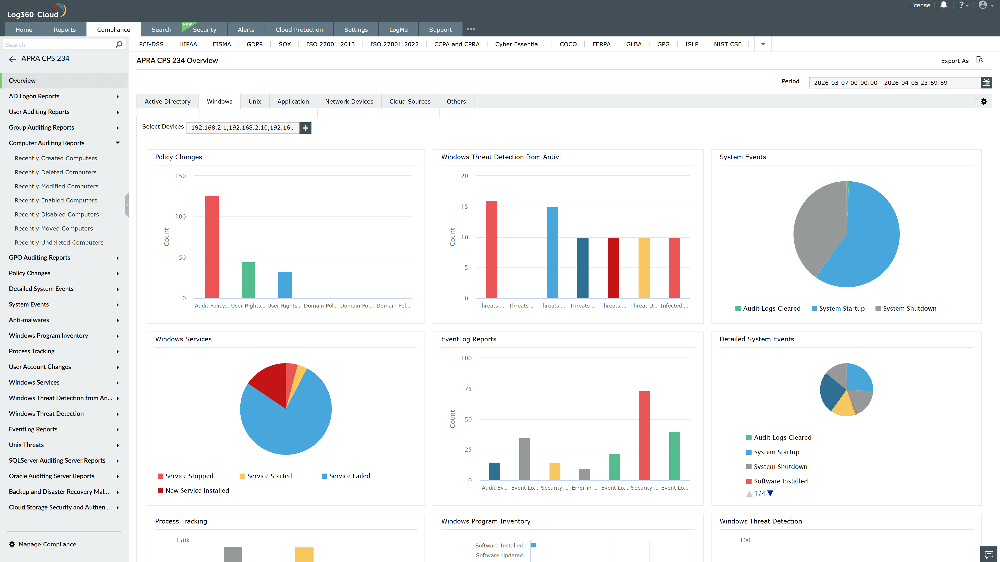 Log360 Cloud
License
?
Home
Reports
Compliance
Search
NEW
Security
Alerts
Cloud Protection
Settings
LogMe
Support
Search
PCI-DSS
HIPAA
FISMA
GDPR
SOX
ISO 27001:2013
ISO 27001:2022
CCPA and CPRA
Cyber Essentia...
COCO
FERPA
GLBA
GPG
ISLP
NIST CSF
APRA CPS 234
Overview
AD Logon Reports
User Auditing Reports
Group Auditing Reports
Computer Auditing Reports
Recently Created Computers
Recently Deleted Computers
Recently Modified Computers
Recently Enabled Computers
Recently Disabled Computers
Recently Moved Computers
Recently Undeleted Computers
GPO Auditing Reports
Policy Changes
Detailed System Events
System Events
Anti-malwares
Windows Program Inventory
Process Tracking
User Account Changes
Windows Services
Windows Threat Detection from An...
Windows Threat Detection
EventLog Reports
Unix Threats
SQLServer Auditing Server Reports
Oracle Auditing Server Reports
Backup and Disaster Recovery Mal...
Cloud Storage Security and Authen...
Manage Compliance
APRA CPS 234 Overview
Export As
Period
2026-03-07 00:00:00 - 2026-04-05 23:59:59
Active Directory
Windows
Unix
Application
Network Devices
Cloud Sources
Others
Select Devices
192.168.2.1,192.168.2.10,192.16...
Policy Changes
150
100
50
0
Count
Audit Policy...
User Rights...
User Rights...
Domain Pol...
Domain Pol...
Domain Pol...
Windows Threat Detection from Antivi...
20
15
10
5
0
Count
Threats ...
Threats ...
Threats ...
Threats ...
Threats ...
Threat D...
Infected ...
System Events
Audit Logs Cleared
System Startup
System Shutdown
Windows Services
Service Stopped
Service Started
Service Failed
New Service Installed
EventLog Reports
100
75
50
25
0
Count
Audit Ev...
Event Lo...
Security ...
Error in ...
Event Lo...
Security ...
Event Lo...
Detailed System Events
Audit Logs Cleared
System Startup
System Shutdown
Software Installed
1/4
Process Tracking
150k
Windows Program Inventory
Software Installed
Software Updated
Windows Threat Detection
100